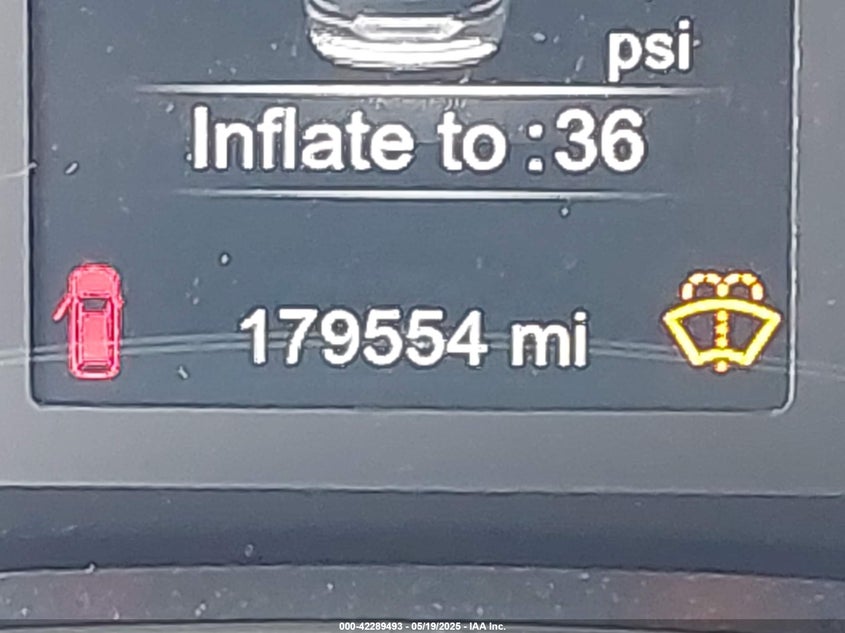 psi
Inflate to :36
179554 mi
000-42289493 - 05/19/2025 - IAA Inc.